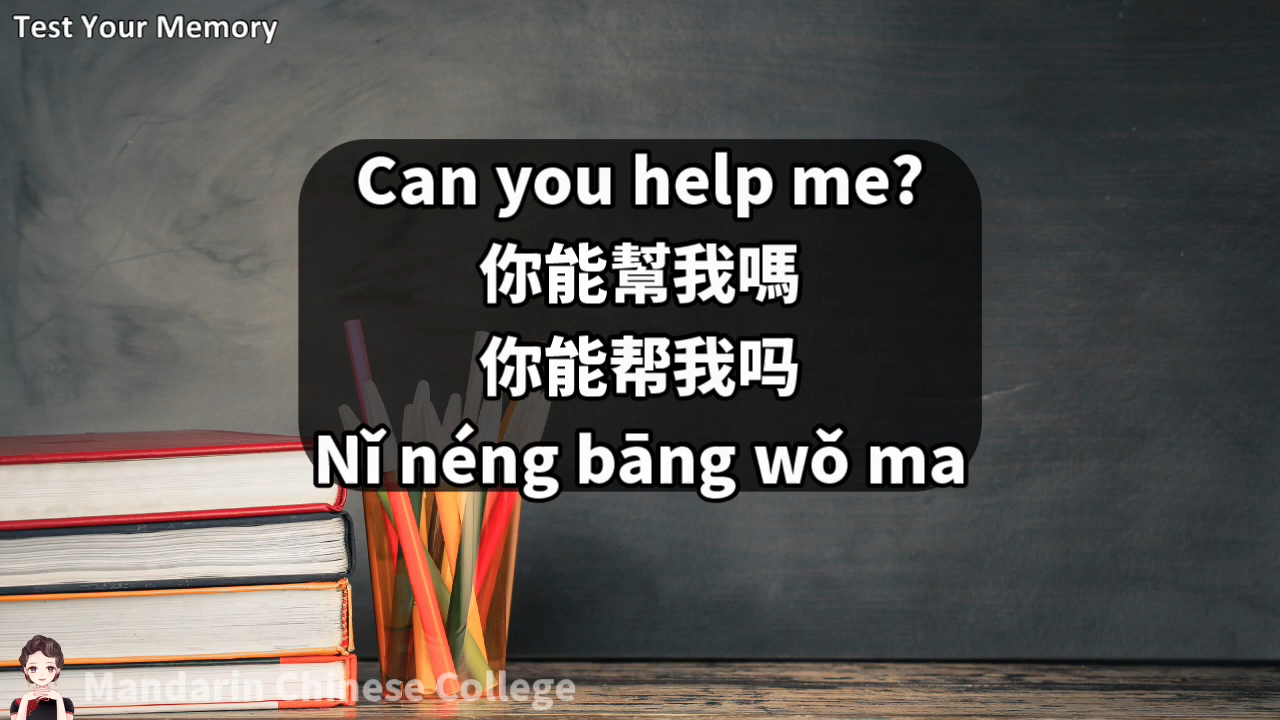 Test Your Memory
Can you help me?
你能幫我嗎
你能帮我吗
Nǐ néng bāng wǒ ma
Mandarin Chinese College